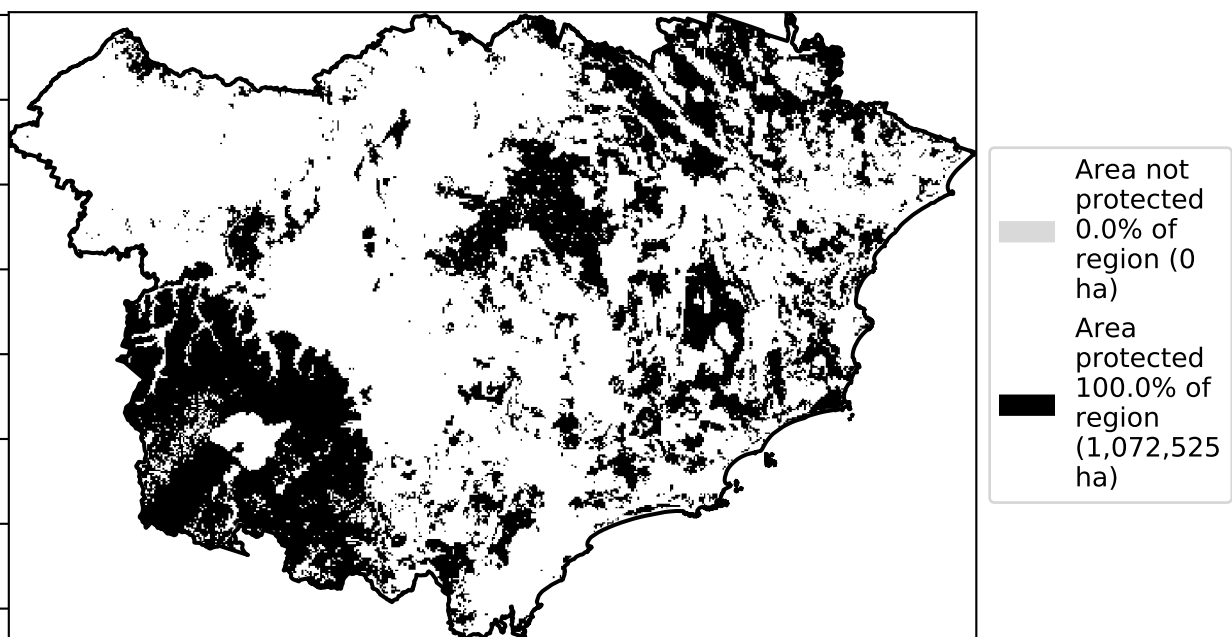 Area not
protected
0.0% of
region (0
ha)
Area
protected
100.0% of
region
(1,072,525
ha)